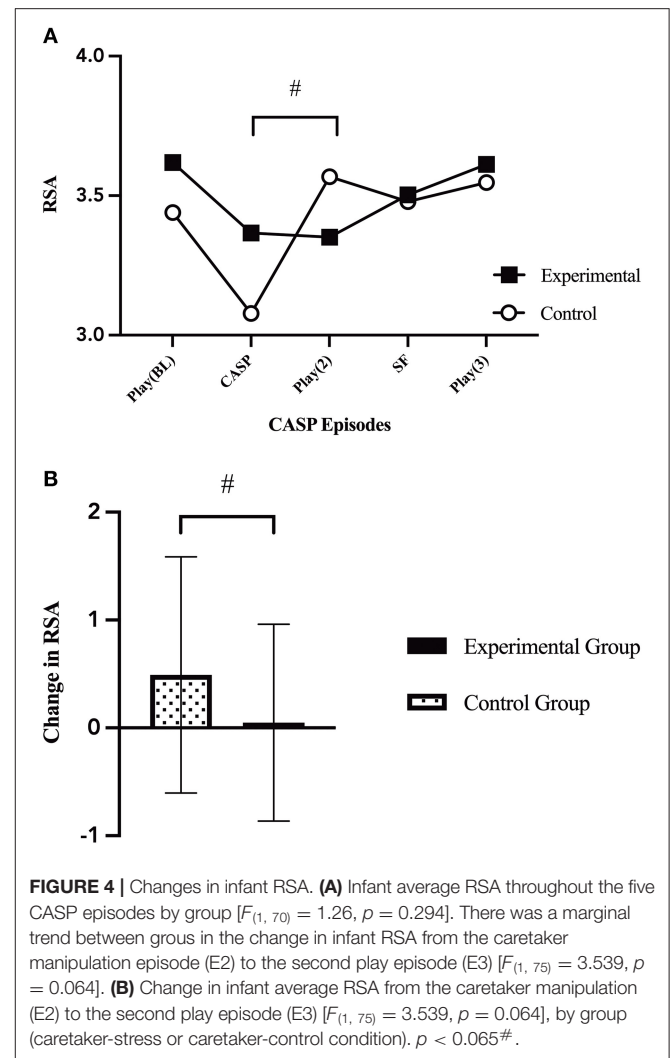 A
4.0
#
3.5
RSA
Experimental
Control
3.0
Play(BL)
CASP
Play(2)
SF
Play(3)
CASP Episodes
B
#
2
1
Change in RSA
0
-1
Experimental Group
Control Group
FIGURE 4 | Changes in infant RSA. (A) Infant average RSA throughout the five
CASP episodes by group [F(1, 70) = 1.26, p = 0.294]. There was a marginal
trend between grous in the change in infant RSA from the caretaker
manipulation episode (E2) to the second play episode (E3) [F(1, 75) = 3.539, p
= 0.064]. (B) Change in infant average RSA from the caretaker manipulation
(E2) to the second play episode (E3) [F(1, 75) = 3.539, p = 0.064], by group
(caretaker-stress or caretaker-control condition). p < 0.065#.